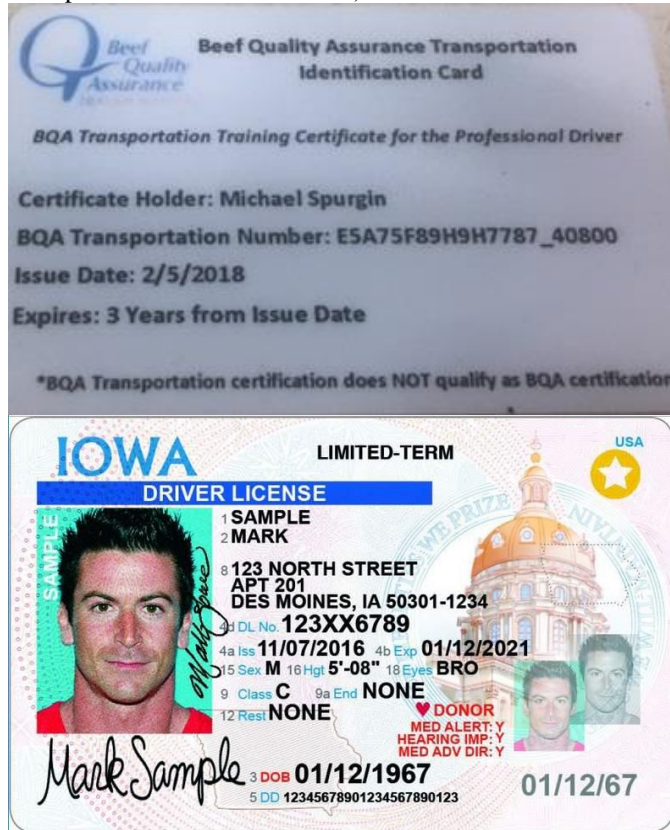 Beef
Quality
Assurance
Beef Quality Assurance Transportation
Identification Card
BQA Transportation Training Certificate for the Professional Driver
Certificate Holder: Michael Spurgin
BQA Transportation Number: E5A75F89H9H7787_40800
Issue Date: 2/5/2018
Expires: 3 Years from Issue Date
*BQA Transportation certification does NOT qualify as BQA certification
IOWA
LIMITED-TERM
USA
DRIVER LICENSE
SAMPLE
1 SAMPLE
2 MARK
8 123 NORTH STREET
APT 201
DES MOINES, IA 50301-1234
4d DL No. 123XX6789
4a Iss 11/07/2016 4b Exp 01/12/2021
15 Sex M 16 Hgt 5'-08" 18 Eyes BRO
9 Class C 9a End NONE
12 Rest NONE
DONOR
MED ALERT: Y
HEARING IMP: Y
MED ADV DIR: Y
Mark Sample
3 DOB 01/12/1967
5 DD 12345678901234567890123
01/12/67